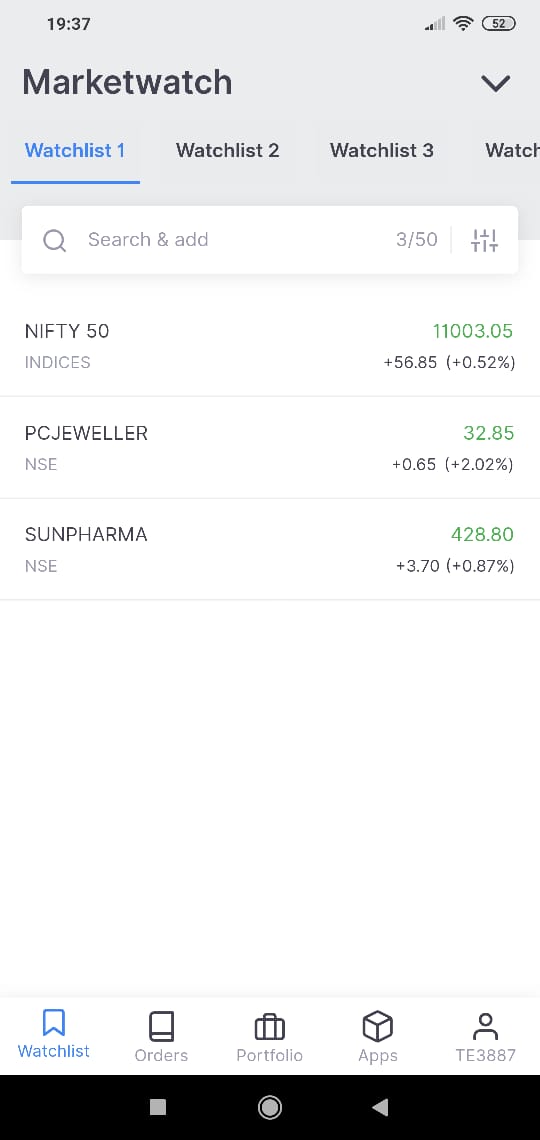 19:37
52
Marketwatch
Watchlist 1 Watchlist 2 Watchlist 3 Watch
Search & add 3/50
NIFTY 50 11003.05
INDICES +56.85 (+0.52%)
PCJEWELLER 32.85
NSE +0.65 (+2.02%)
SUNPHARMA 428.80
NSE +3.70 (+0.87%)
Watchlist Orders Portfolio Apps TE3887